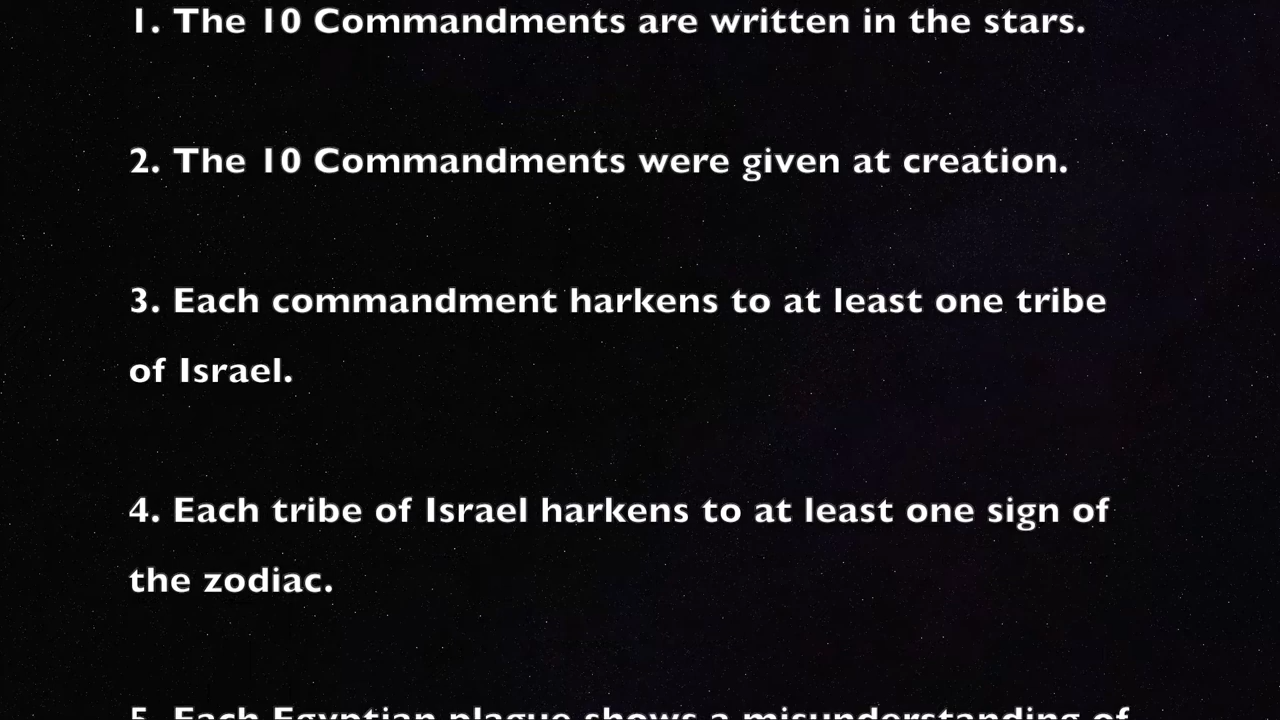 1. The 10 Commandments are written in the stars.
2. The 10 Commandments were given at creation.
3. Each commandment harkens to at least one tribe
of Israel.
4. Each tribe of Israel harkens to at least one sign of
the zodiac.
5. Each Egyptian plague shows a misunderstanding of